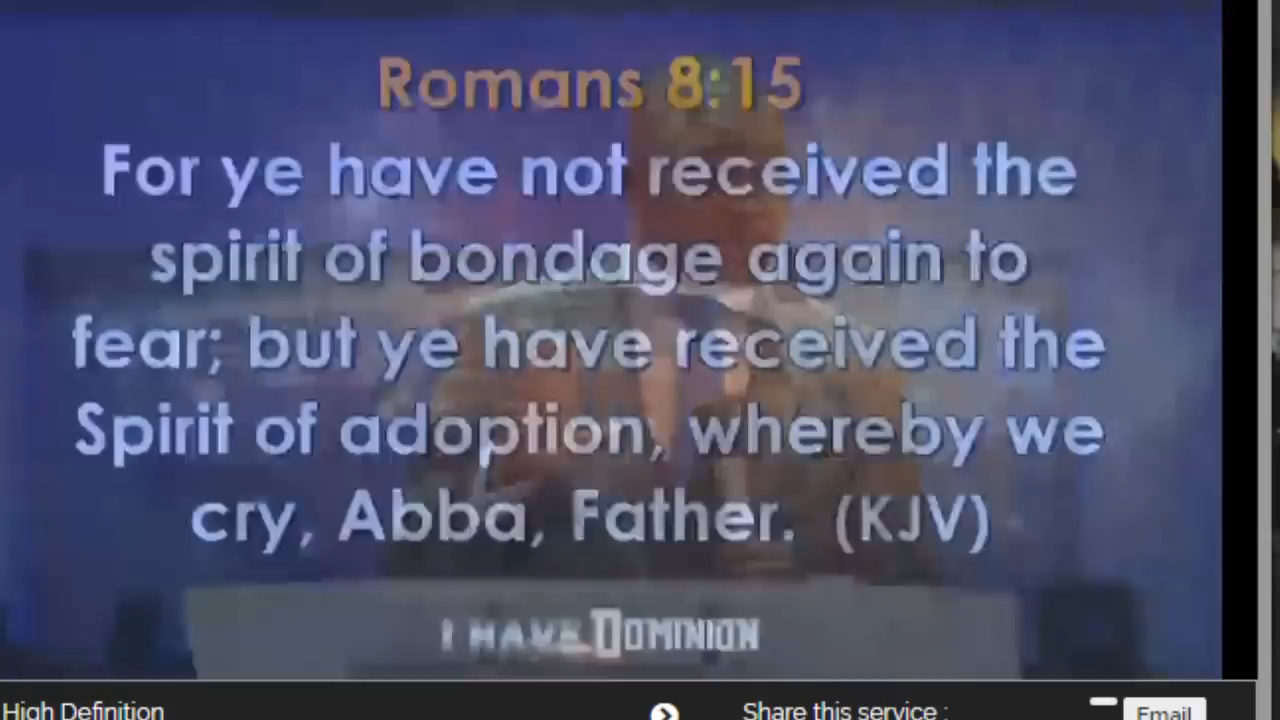 Romans 8:15
For ye have not received the
spirit of bondage again to
fear; but ye have received the
Spirit of adoption, whereby we
cry, Abba, Father. (KJV)
I HAVE DOMINION
High Definition
Share this service :
Email